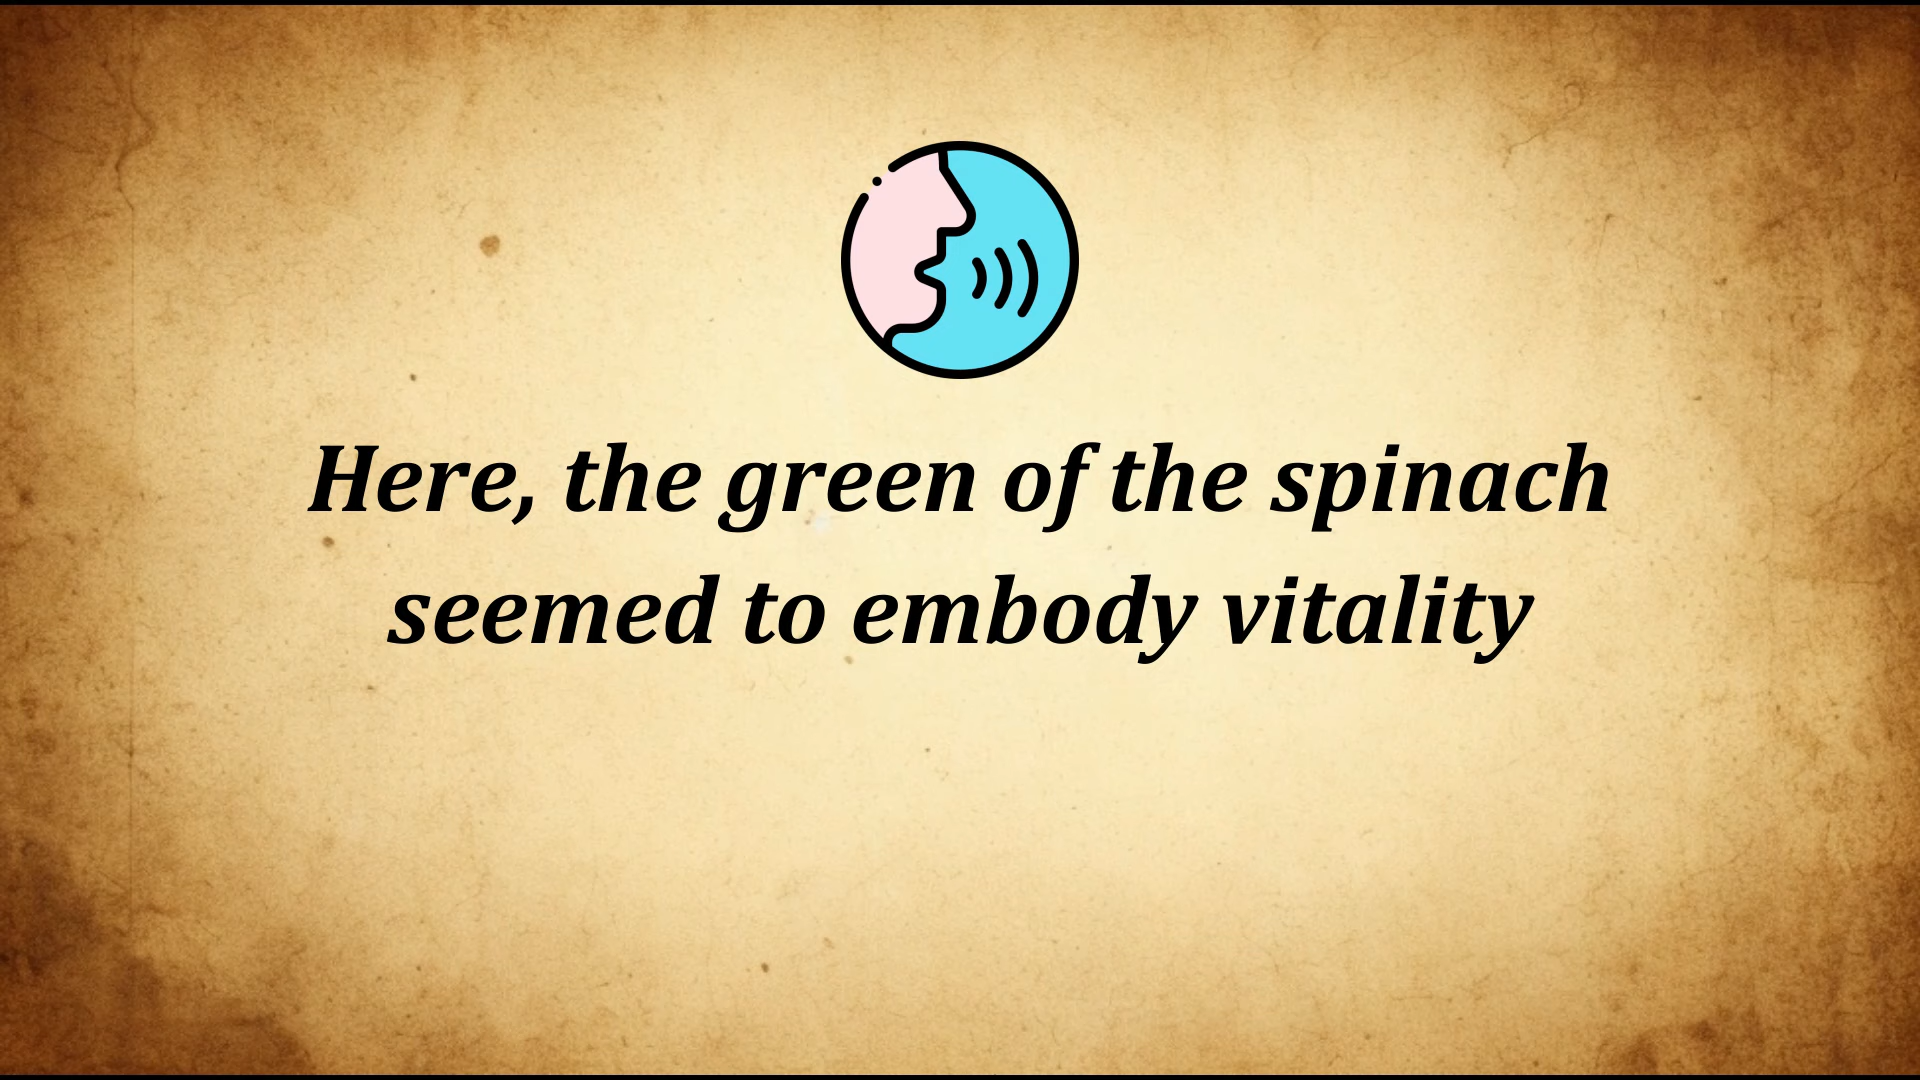 Here, the green of the spinach
seemed to embody vitality